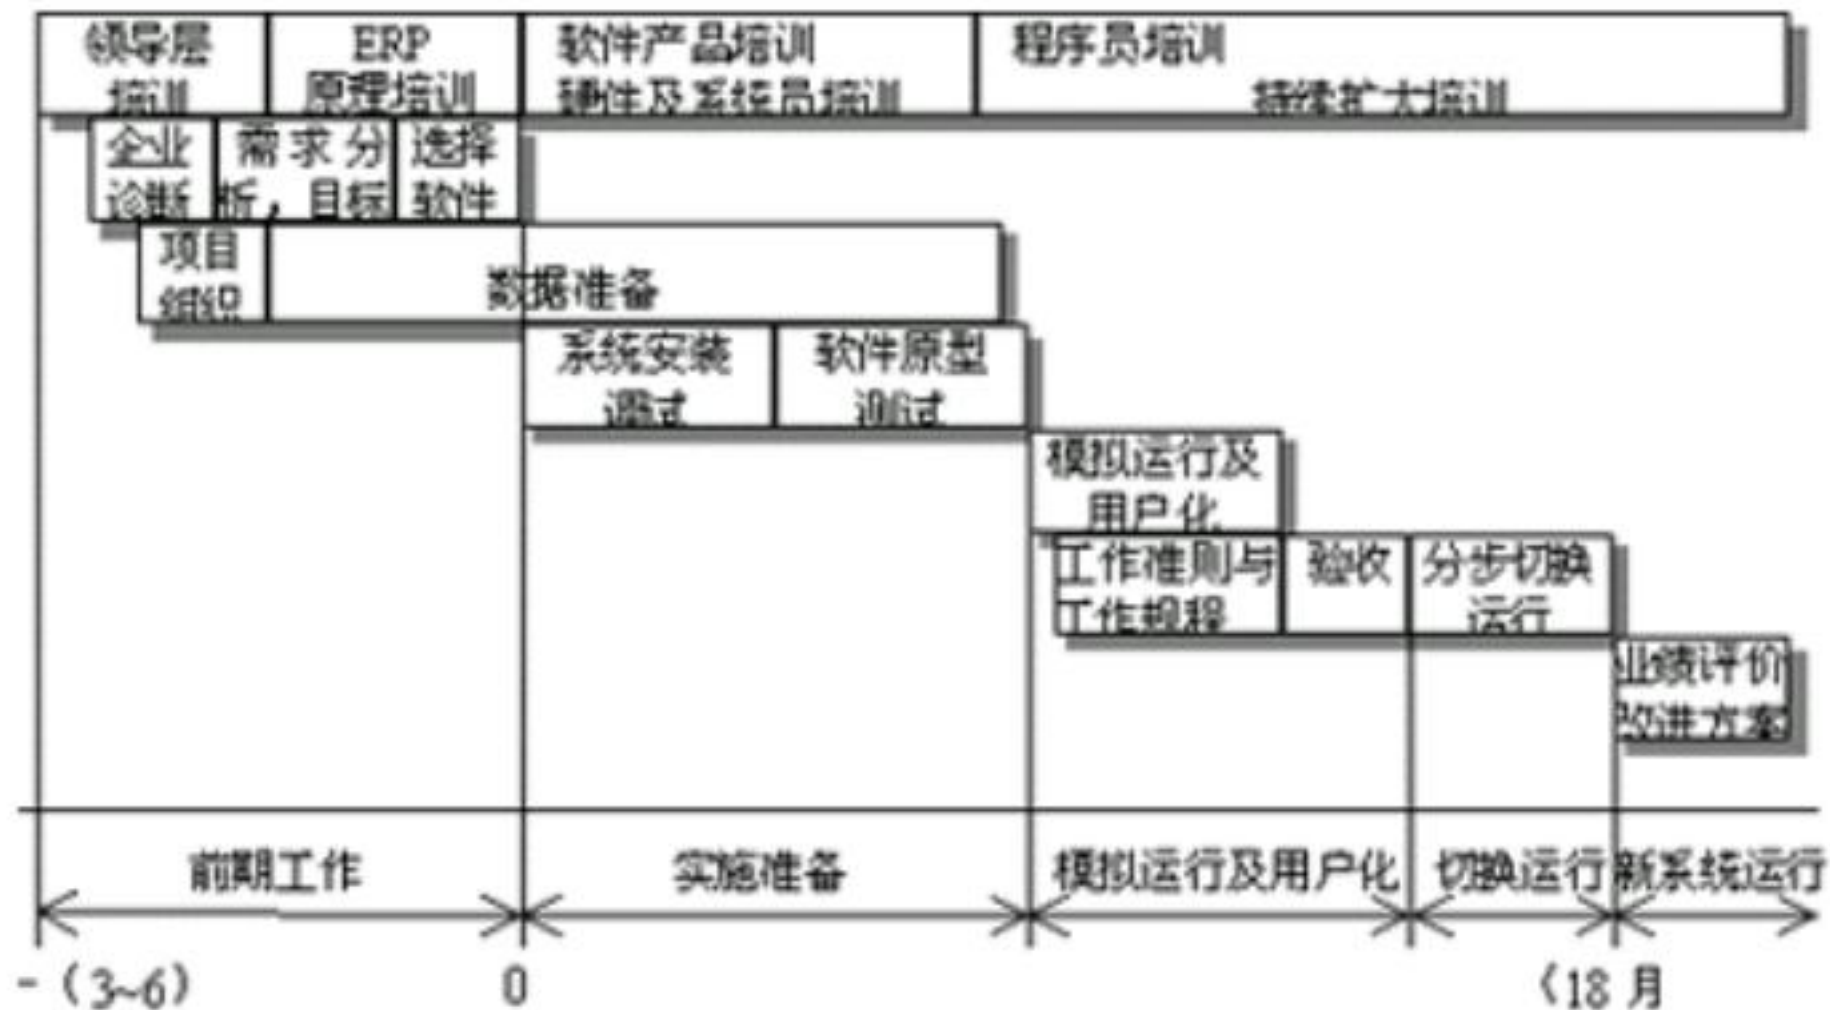 领导层
培训
ERP
原理培训
软件产品培训
硬件及系统员培训
程序员培训
持续扩大培训
企业
诊断
需求分
析，目标
选择
软件
项目
组织
数据准备
系统安装
调试
软件原型
测试
模拟运行及
用户化
工作准则与
工作规程
验收
分步切换
运行
业绩评价
改进方案
前期工作
实施准备
模拟运行及用户化
切换运行
新系统运行
-（3~6）
0
（18 月